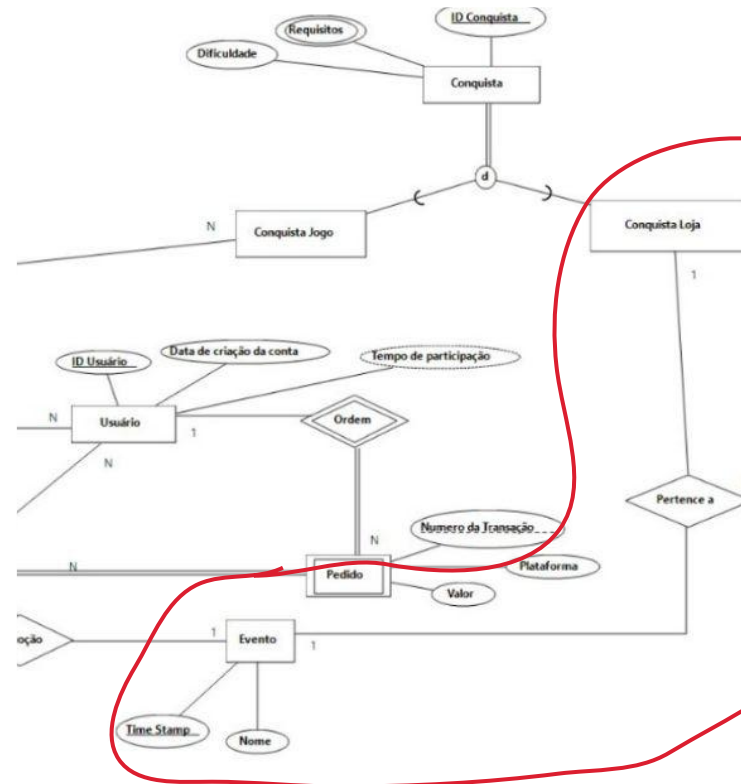 ID Conquista
Requisitos
Dificuldade
Conquista
d
N
Conquista Jogo
Conquista Loja
1
ID Usuário
Data de criação da conta
Tempo de participação
N
Usuário
1
Ordem
N
Pertence a
Numero da Transação
N
N
Pedido
Plataforma
Valor
oção
1
Evento
1
Time Stamp
Nome